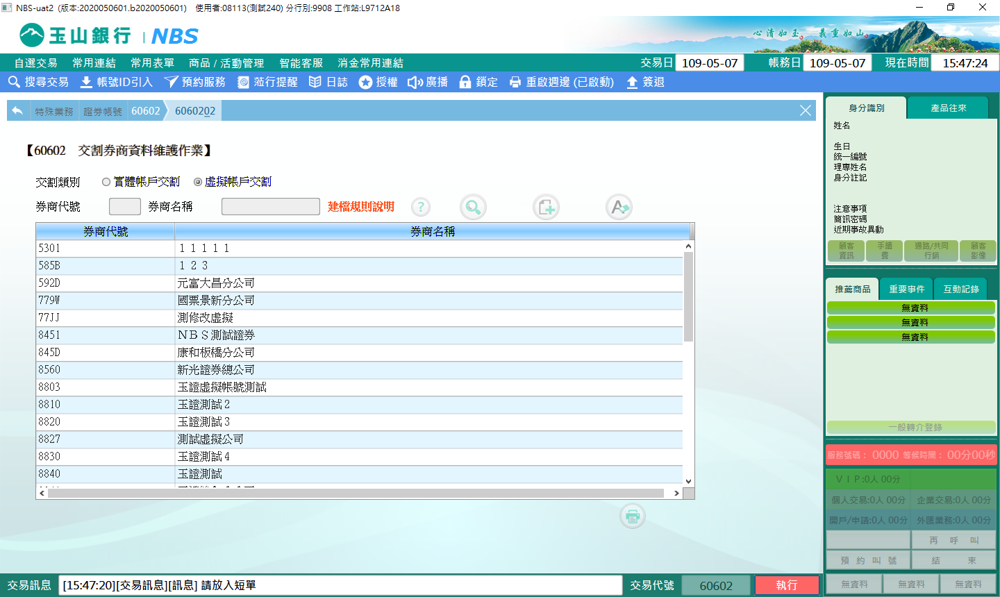 NBS-uat2 (版本:2020050601.b2020050601) 使用者:08113(測試240) 分行別:9908 工作站:L9712A18
玉山銀行 NBS
心清如玉 義重如山
自選交易 常用連結 常用表單 商品 / 活動管理 智能客服 消金常用連結 交易日 109-05-07 帳務日 109-05-07 現在時間 15:47:24
搜尋交易 帳號ID引入 預約服務 蒞行提醒 日誌 授權 廣播 鎖定 重啟週邊 (已啟動) 簽退
特殊業務 證券帳號 60602 6060202
【60602 交割券商資料維護作業】
交割類別 實體帳戶交割 虛擬帳戶交割
券商代號 券商名稱 建檔規則說明
券商代號 券商名稱
5301 １１１１１
585B １２３
592D 元富大昌分公司
779W 國票景新分公司
77JJ 測修改虛擬
8451 ＮＢＳ測試證券
845D 康和板橋分公司
8560 新光證券總公司
8803 玉證虛擬帳號測試
8810 玉證測試２
8820 玉證測試３
8827 測試虛擬公司
8830 玉證測試４
8840 玉證測試
身分識別 產品往來
姓名
生日
統一編號
理專姓名
身分註記
注意事項
簡訊密碼
近期事故異動
顧客資訊 手續費 通路/共同行銷 顧客影像
推薦商品 重要事件 互動記錄
無資料
無資料
無資料
一般轉介登錄
服務號碼： 0000 等候時間： 00分00秒
ＶＩＰ:0人 00分
個人交易:0人 00分 企業交易:0人 00分
開戶/申請:0人 00分 外匯業務:0人 00分
再 呼 叫
預 約 叫 號 結 束
無資料 無資料 無資料
交易訊息 [15:47:20][交易訊息][訊息] 請放入短單 交易代號 60602 執行